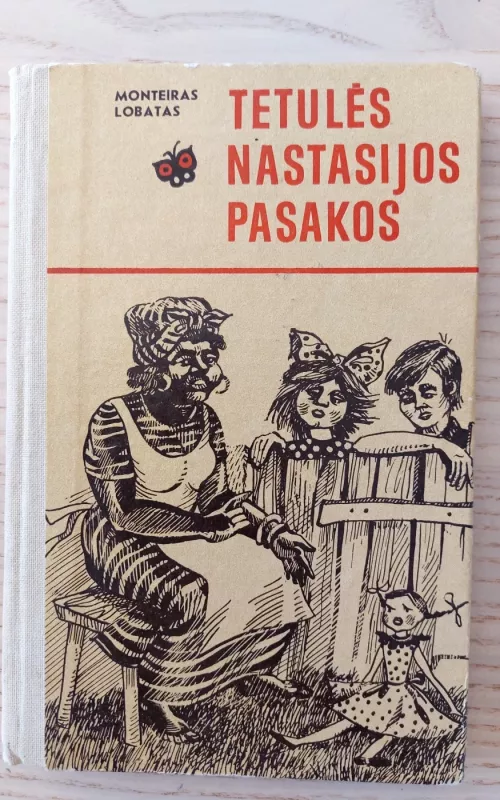 MONTEIRAS
LOBATAS
TETULĖS
NASTASIJOS
PASAKOS